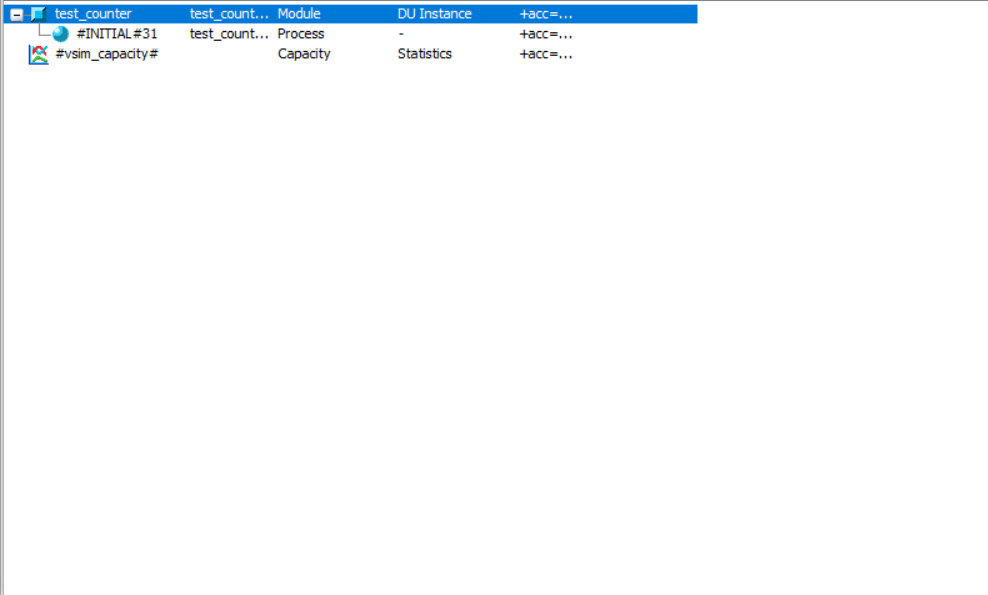 test_counter test_count... Module DU Instance +acc=...
#INITIAL#31 test_count... Process - +acc=...
#vsim_capacity# Capacity Statistics +acc=...